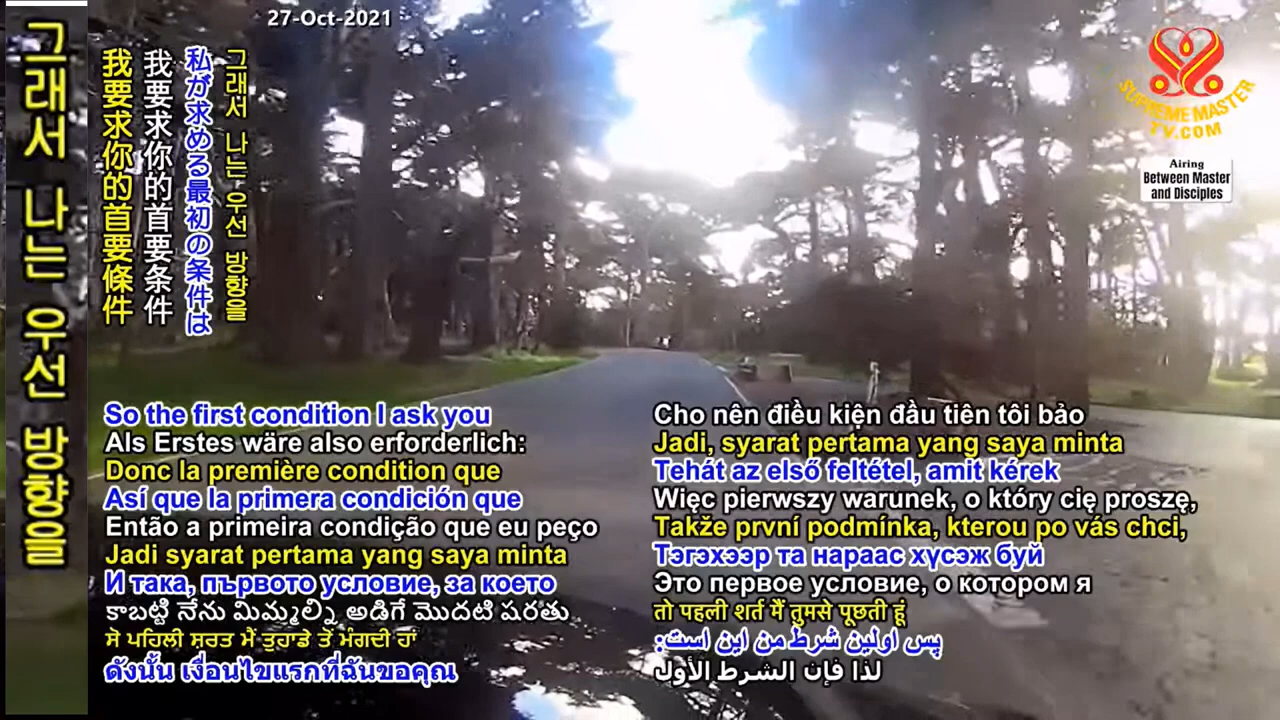 그래서 나는 우선 방향을
27-Oct-2021
我要求你的首要條件
我要求你的首要条件
私が求める最初の条件は
그래서 나는 우선 방향을
SUPREME MASTER
TV.COM
Airing
Between Master
and Disciples
So the first condition I ask you
Als Erstes wäre also erforderlich:
Donc la première condition que
Así que la primera condición que
Então a primeira condição que eu peço
Jadi syarat pertama yang saya minta
И така, първото условие, за което
కాబట్టి నేను మిమ్మల్ని అడిగే మొదటి షరతు
ਸੋ ਪਹਿਲੀ ਸ਼ਰਤ ਮੈਂ ਤੁਹਾਡੇ ਤੋਂ ਮੰਗਦੀ ਹਾਂ
ดังนั้น เงื่อนไขแรกที่ฉันขอคุณ
Cho nên điều kiện đầu tiên tôi bảo
Jadi, syarat pertama yang saya minta
Tehát az első feltétel, amit kérek
Więc pierwszy warunek, o który cię proszę,
Takže první podmínka, kterou po vás chci,
Тэгэхээр та нараас хүсэж буй
Это первое условие, о котором я
तो पहली शर्त मैं तुमसे पूछती हूं
پس اولین شرط من این است:
لذا فإن الشرط الأول